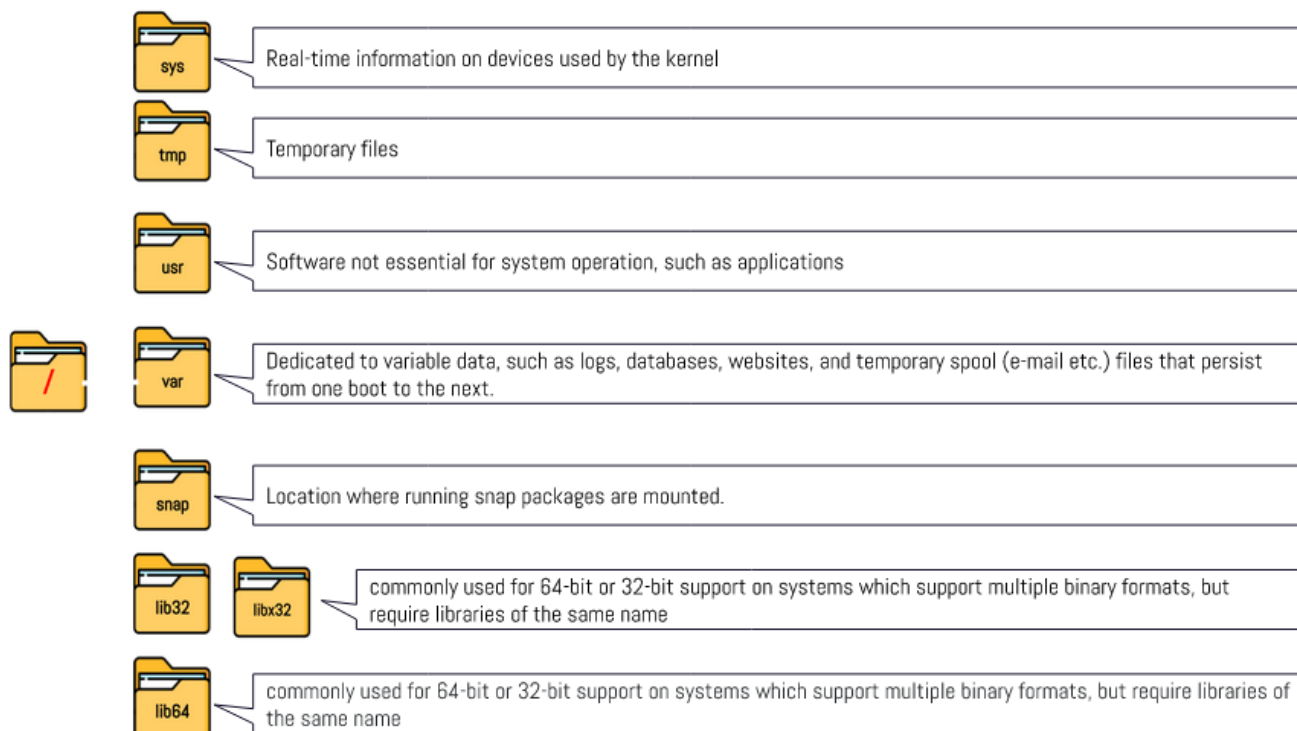 sys
Real-time information on devices used by the kernel
tmp
Temporary files
usr
Software not essential for system operation, such as applications
/
var
Dedicated to variable data, such as logs, databases, websites, and temporary spool (e-mail etc.) files that persist
from one boot to the next.
snap
Location where running snap packages are mounted.
lib32
libx32
commonly used for 64-bit or 32-bit support on systems which support multiple binary formats, but
require libraries of the same name
lib64
commonly used for 64-bit or 32-bit support on systems which support multiple binary formats, but require libraries of
the same name